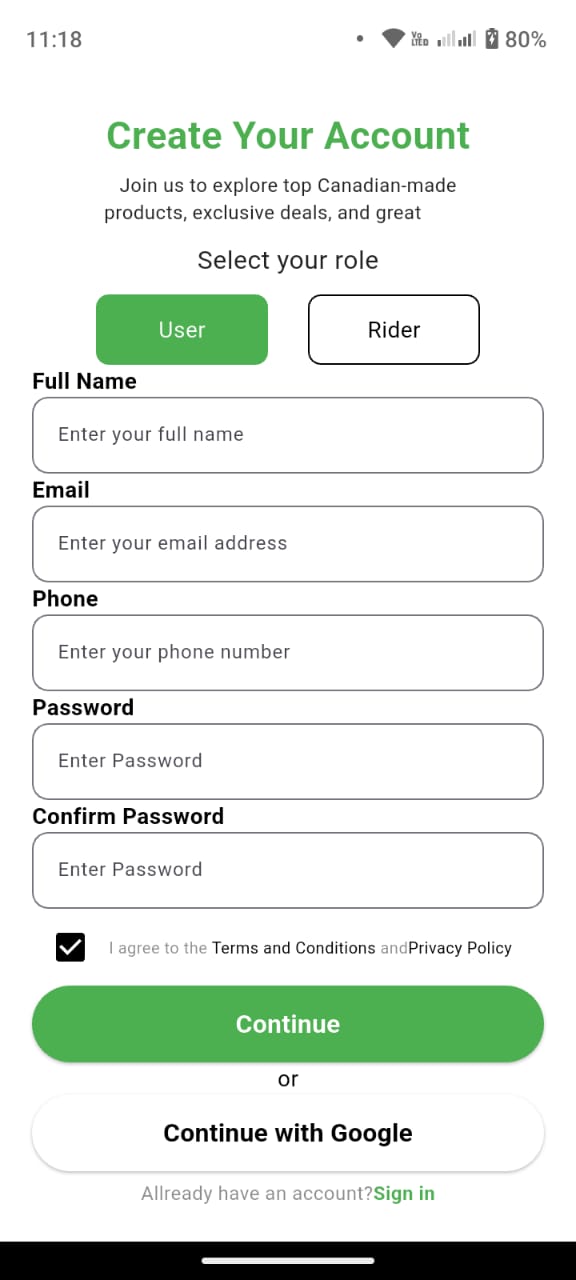 11:18
Vo LTED 80%
Create Your Account
Join us to explore top Canadian-made
products, exclusive deals, and great
Select your role
User Rider
Full Name
Enter your full name
Email
Enter your email address
Phone
Enter your phone number
Password
Enter Password
Confirm Password
Enter Password
I agree to the Terms and Conditions andPrivacy Policy
Continue
or
Continue with Google
Allready have an account?Sign in